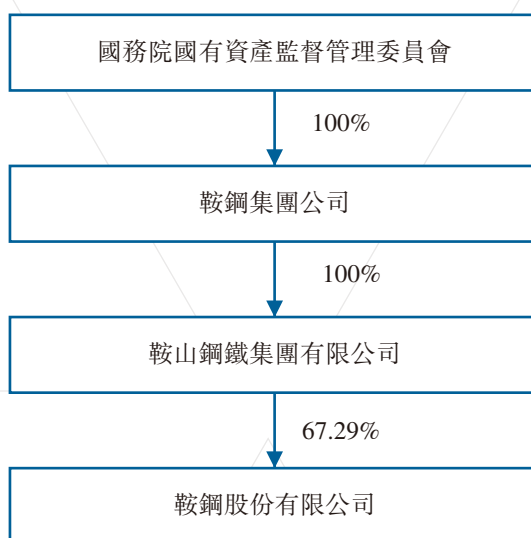 國務院國有資產監督管理委員會
100%
鞍鋼集團公司
100%
鞍山鋼鐵集團有限公司
67.29%
鞍鋼股份有限公司